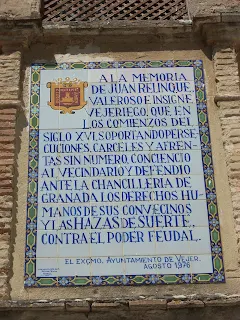 A LA MEMORIA
DE JUAN RELINQUE,
VALEROSO E INSIGNE
VEJERIEGO; QUE EN
LOS COMIENZOS DEL
SIGLO XVI, SOPORTANDO PERSE
CUCIONES, CARCELES Y AFREN-
TAS SIN NUMERO, CONCIENCIO
AL VECINDARIO Y DEFENDIO
ANTE LA CHANCILLERIA DE
GRANADA LOS DERECHOS HU
MANOS DE SUS CONVECINOS
Y LAS HAZAS DE SUERTE,
CONTRA EL PODER FEUDAL.
EL EXCMO. AYUNTAMIENTO DE VEJER.
AGOSTO 1976